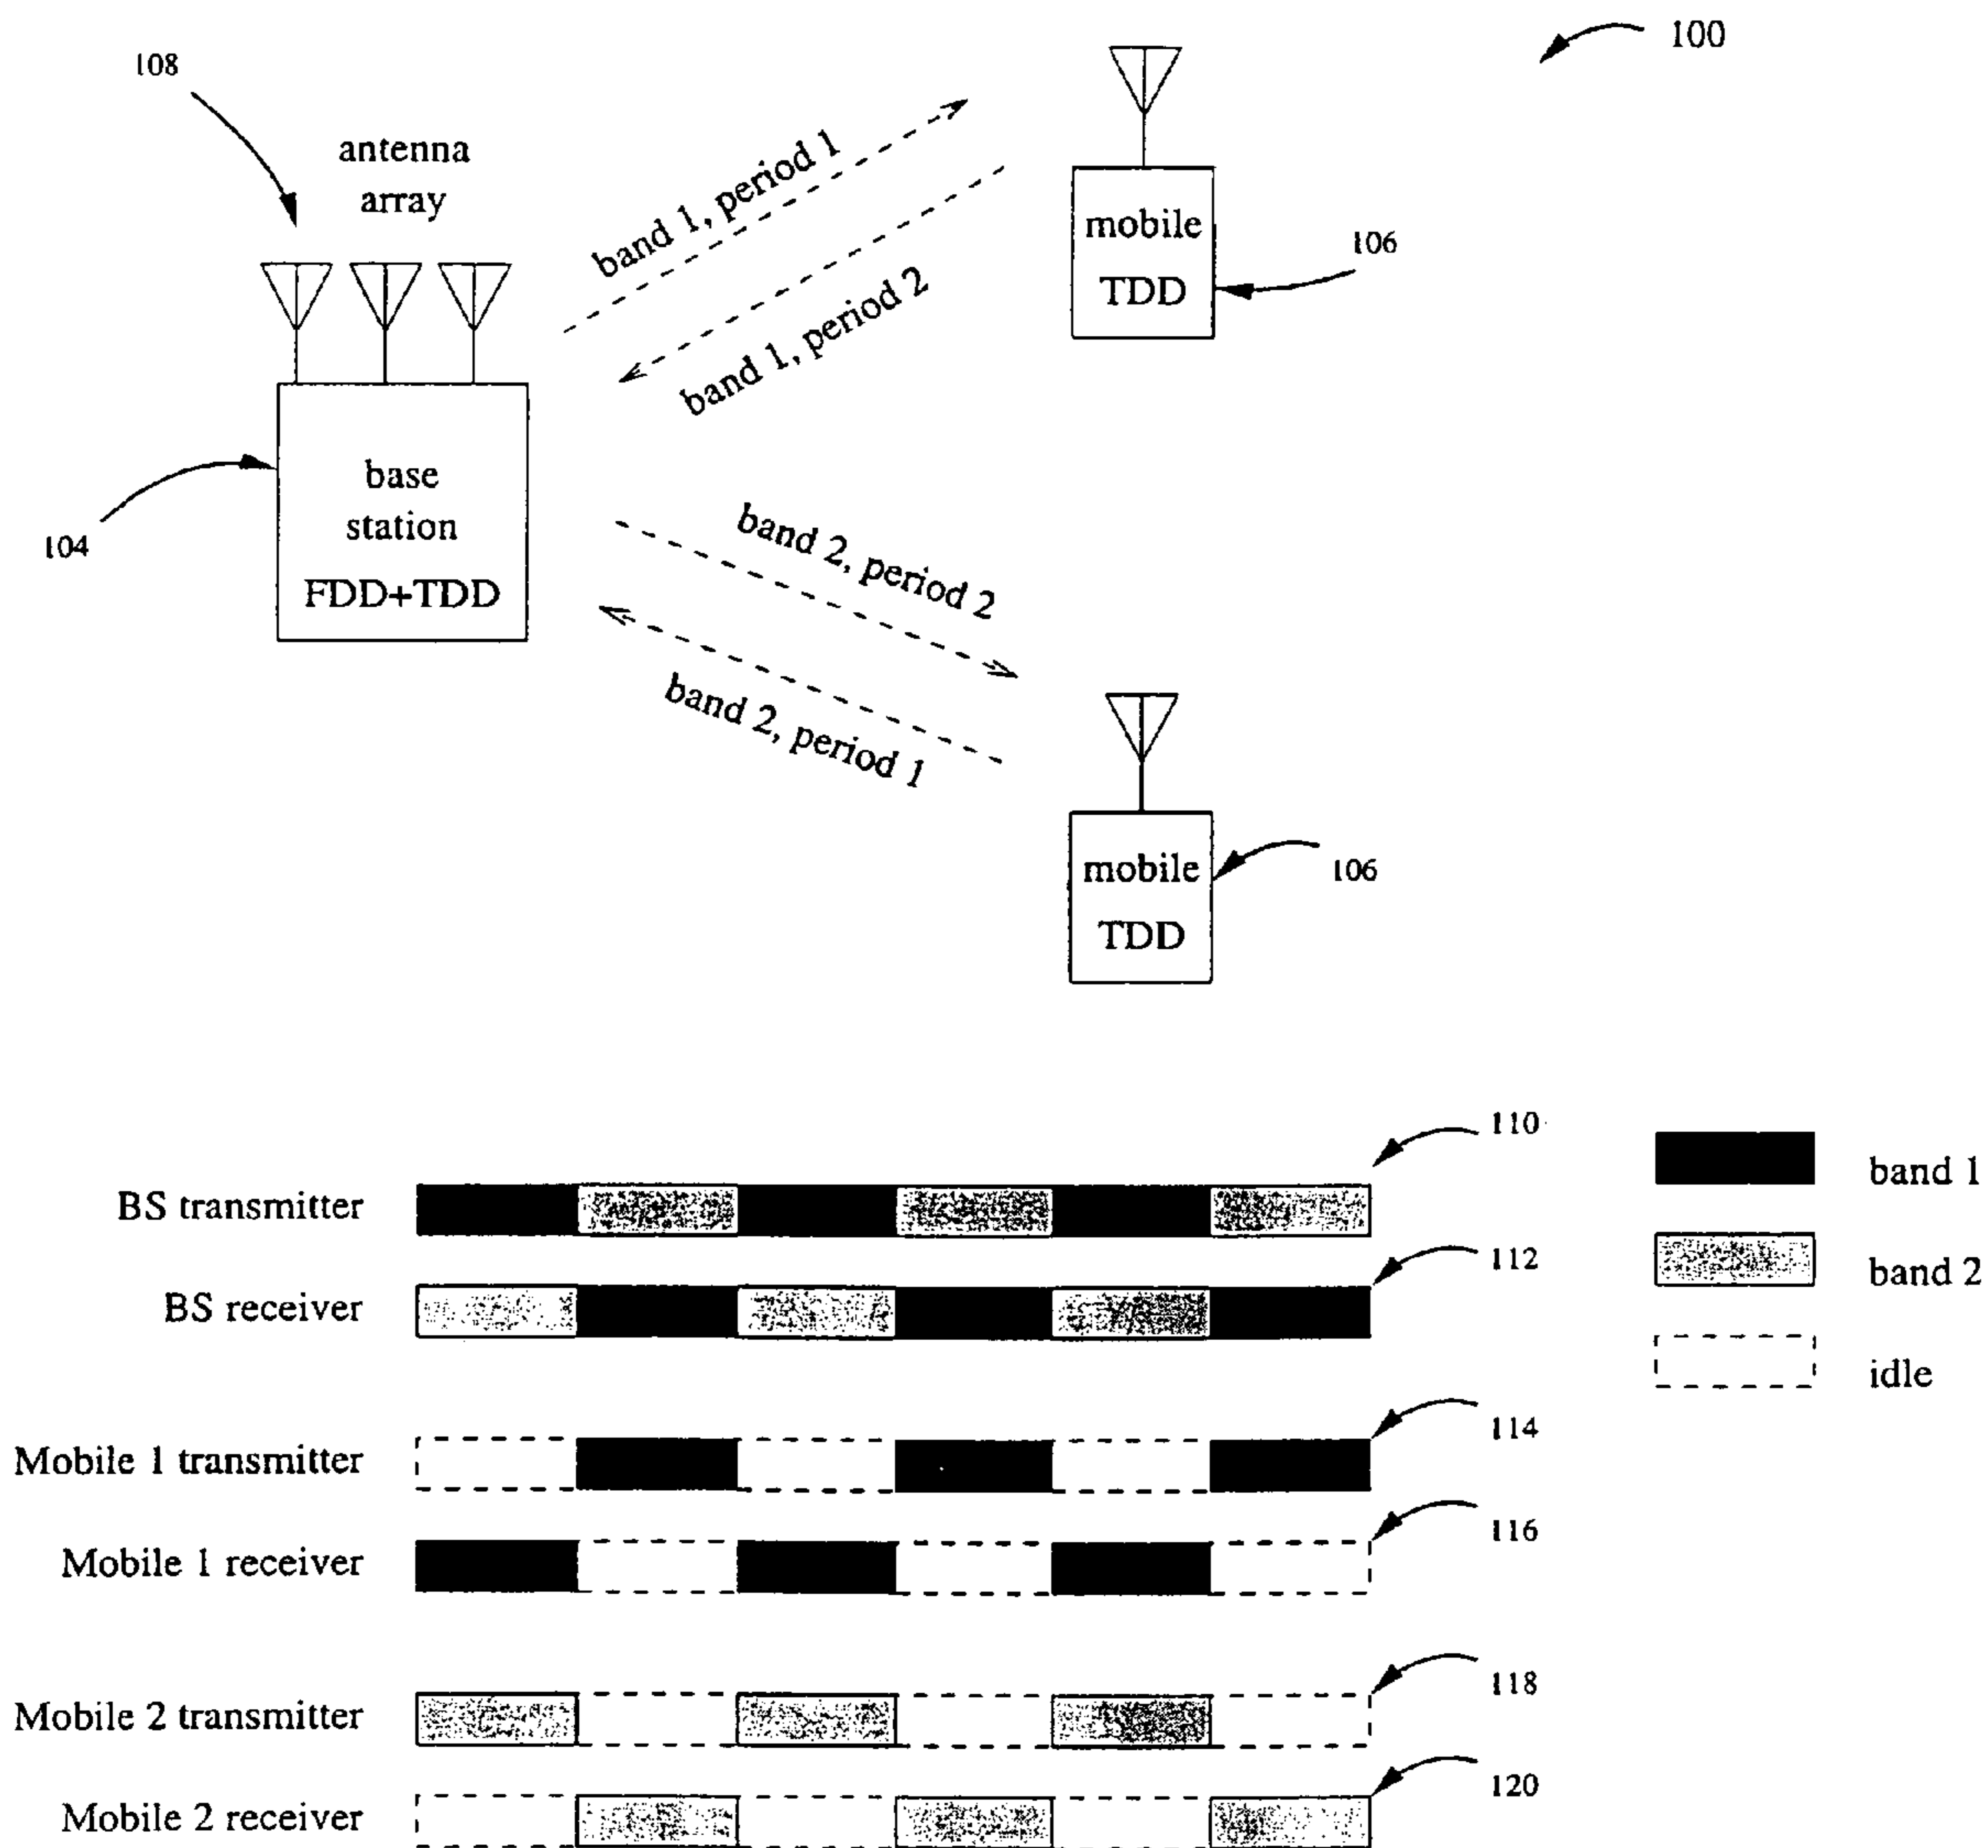 100
108
antenna
array
band 1, period 1
band 1, period 2
mobile
TDD
106
base
station
FDD+TDD
104
band 2, period 2
band 2, period 1
mobile
TDD
106
110
BS transmitter
band 1
112
BS receiver
band 2
idle
114
Mobile 1 transmitter
116
Mobile 1 receiver
118
Mobile 2 transmitter
120
Mobile 2 receiver